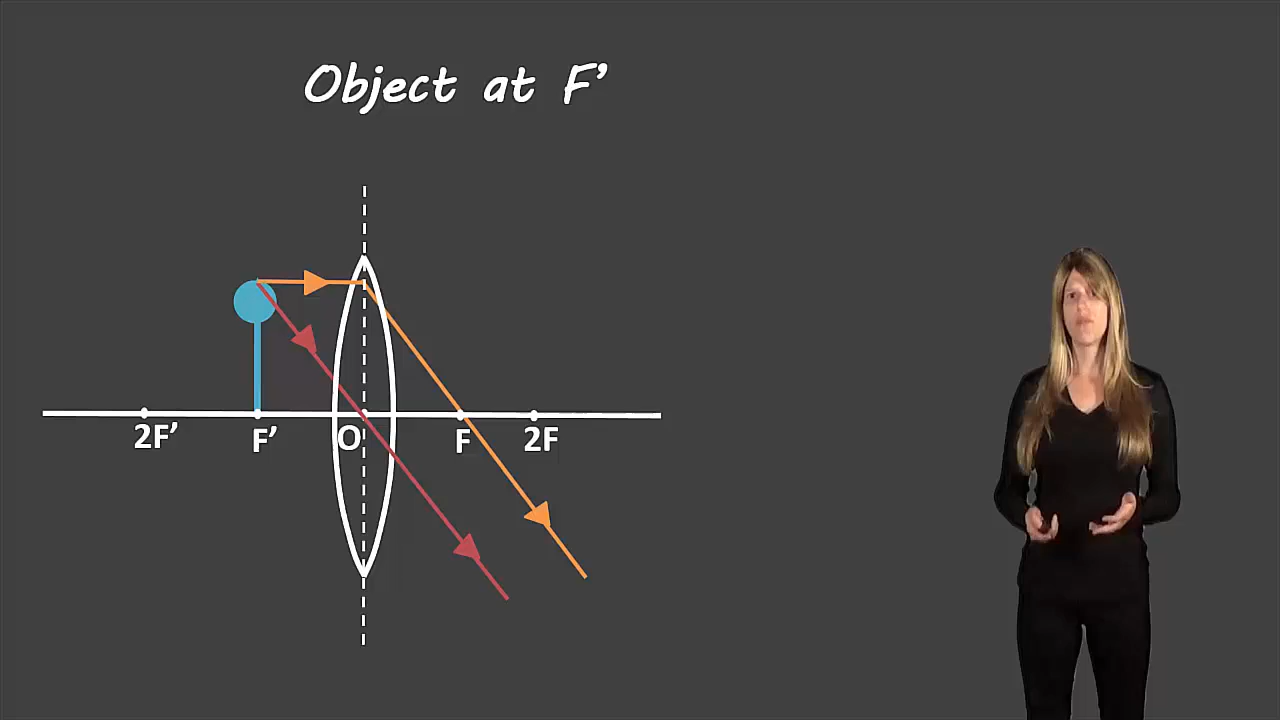 Object at F’
2F’ F’ O F 2F